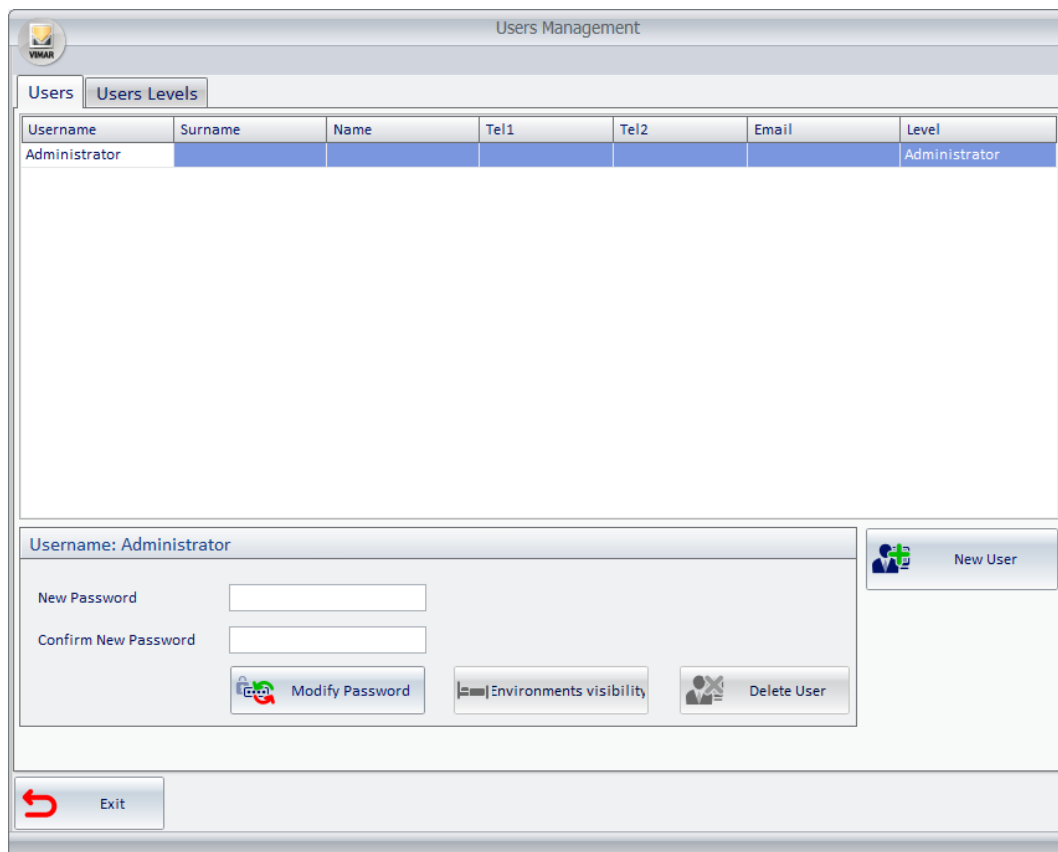 Users Management
VIMAR
Users Users Levels
Username Surname Name Tel1 Tel2 Email Level
Administrator Administrator
Username: Administrator
New User
New Password
Confirm New Password
Modify Password Environments visibility Delete User
Exit